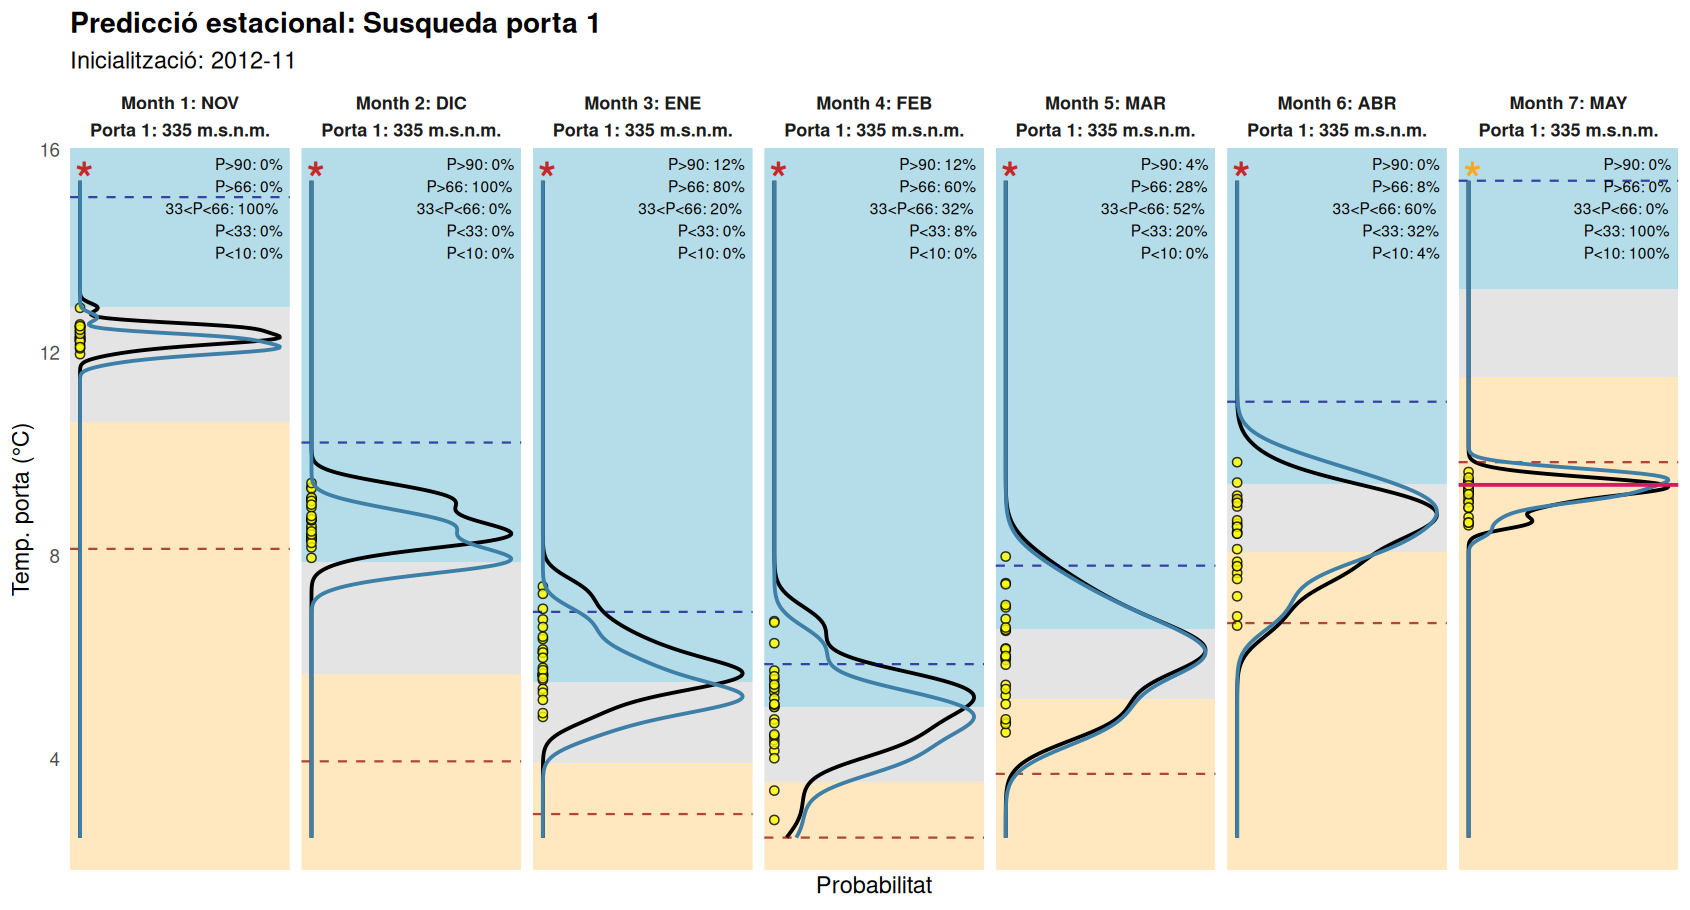 Predicció estacional: Susqueda porta 1
Inicialització: 2012-11
Month 1: NOV
Porta 1: 335 m.s.n.m.
Month 2: DIC
Porta 1: 335 m.s.n.m.
Month 3: ENE
Porta 1: 335 m.s.n.m.
Month 4: FEB
Porta 1: 335 m.s.n.m.
Month 5: MAR
Porta 1: 335 m.s.n.m.
Month 6: ABR
Porta 1: 335 m.s.n.m.
Month 7: MAY
Porta 1: 335 m.s.n.m.
Temp. porta (°C)
16
12
8
4
*
P>90: 0%
P>66: 0%
33<P<66: 100%
P<33: 0%
P<10: 0%
*
P>90: 0%
P>66: 100%
33<P<66: 0%
P<33: 0%
P<10: 0%
*
P>90: 12%
P>66: 80%
33<P<66: 20%
P<33: 0%
P<10: 0%
*
P>90: 12%
P>66: 60%
33<P<66: 32%
P<33: 8%
P<10: 0%
*
P>90: 4%
P>66: 28%
33<P<66: 52%
P<33: 20%
P<10: 0%
*
P>90: 0%
P>66: 8%
33<P<66: 60%
P<33: 32%
P<10: 4%
*
P>90: 0%
P>66: 0%
33<P<66: 0%
P<33: 100%
P<10: 100%
Probabilitat